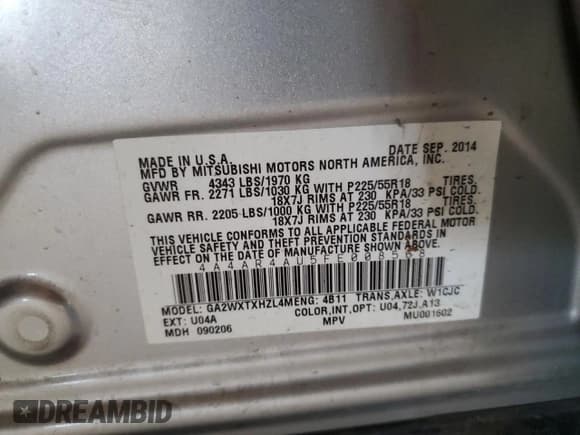 MADE IN U.S.A. DATE SEP. 2014
MFD BY MITSUBISHI MOTORS NORTH AMERICA, INC.
GVWR 4343 LBS/1970 KG
GAWR FR. 2271 LBS/1030 KG WITH P225/55R18 TIRES,
18X7J RIMS AT 230 KPA/33 PSI COLD.
GAWR RR. 2205 LBS/1000 KG WITH P225/55R18 TIRES,
18X7J RIMS AT 230 KPA/33 PSI COLD.
THIS VEHICLE CONFORMS TO ALL APPLICABLE FEDERAL MOTOR
VEHICLE SAFETY AND THEFT PREVENTION STANDARDS IN
EFFECT ON THE DATE OF MANUFACTURE SHOWN ABOVE.
4A4AR4AU5FE008568
MODEL: GA2WXTXHZL4M ENG: 4B11 TRANS,AXLE: W1CJC
EXT: U04A COLOR,INT,OPT: U04,72J,A13
MDH 090206 MPV MU001602
DREAMBID